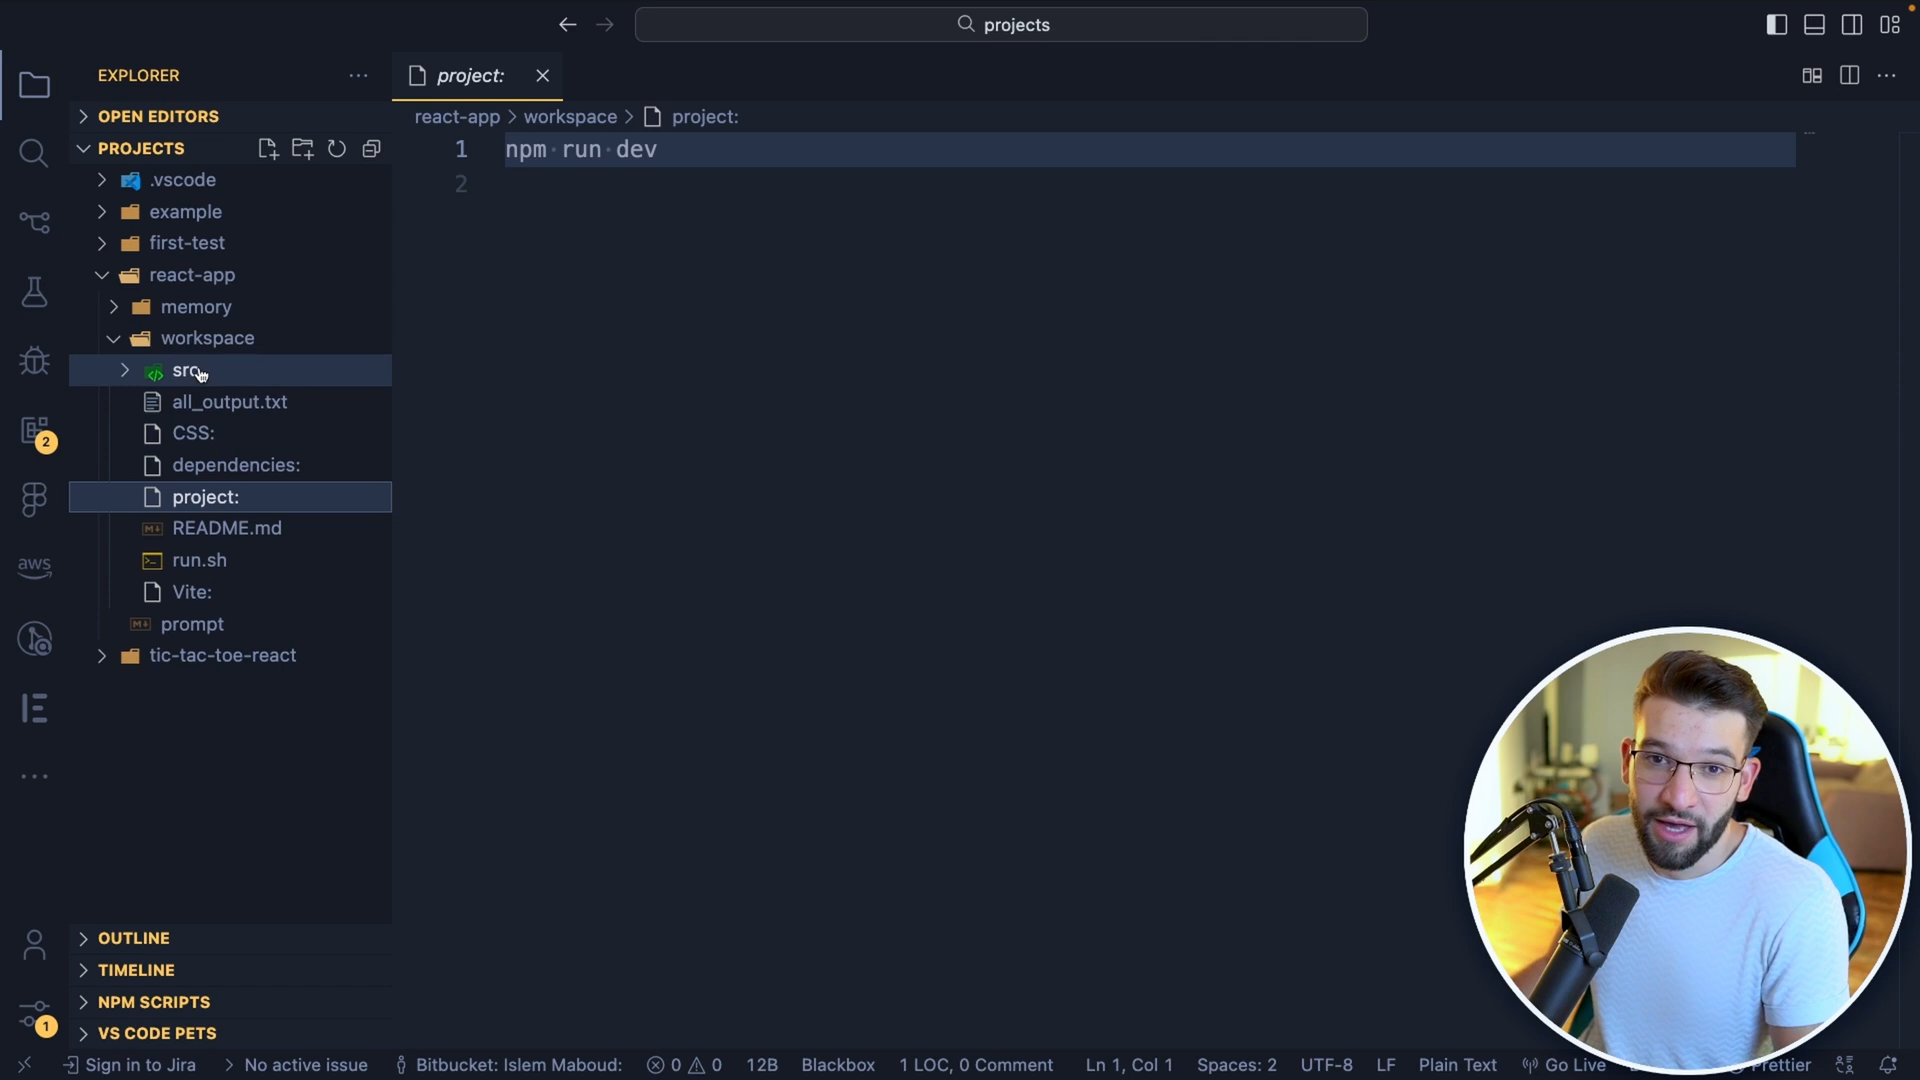 projects
EXPLORER
project:
OPEN EDITORS
react-app > workspace > project:
PROJECTS
1 npm run dev
2
.vscode
example
first-test
react-app
memory
workspace
src
all_output.txt
CSS:
2
dependencies:
project:
README.md
run.sh
aws
Vite:
prompt
tic-tac-toe-react
OUTLINE
TIMELINE
NPM SCRIPTS
1
VS CODE PETS
Sign in to Jira No active issue Bitbucket: Islem Maboud: 0 0 12B Blackbox 1 LOC, 0 Comment Ln 1, Col 1 Spaces: 2 UTF-8 LF Plain Text Go Live Prettier